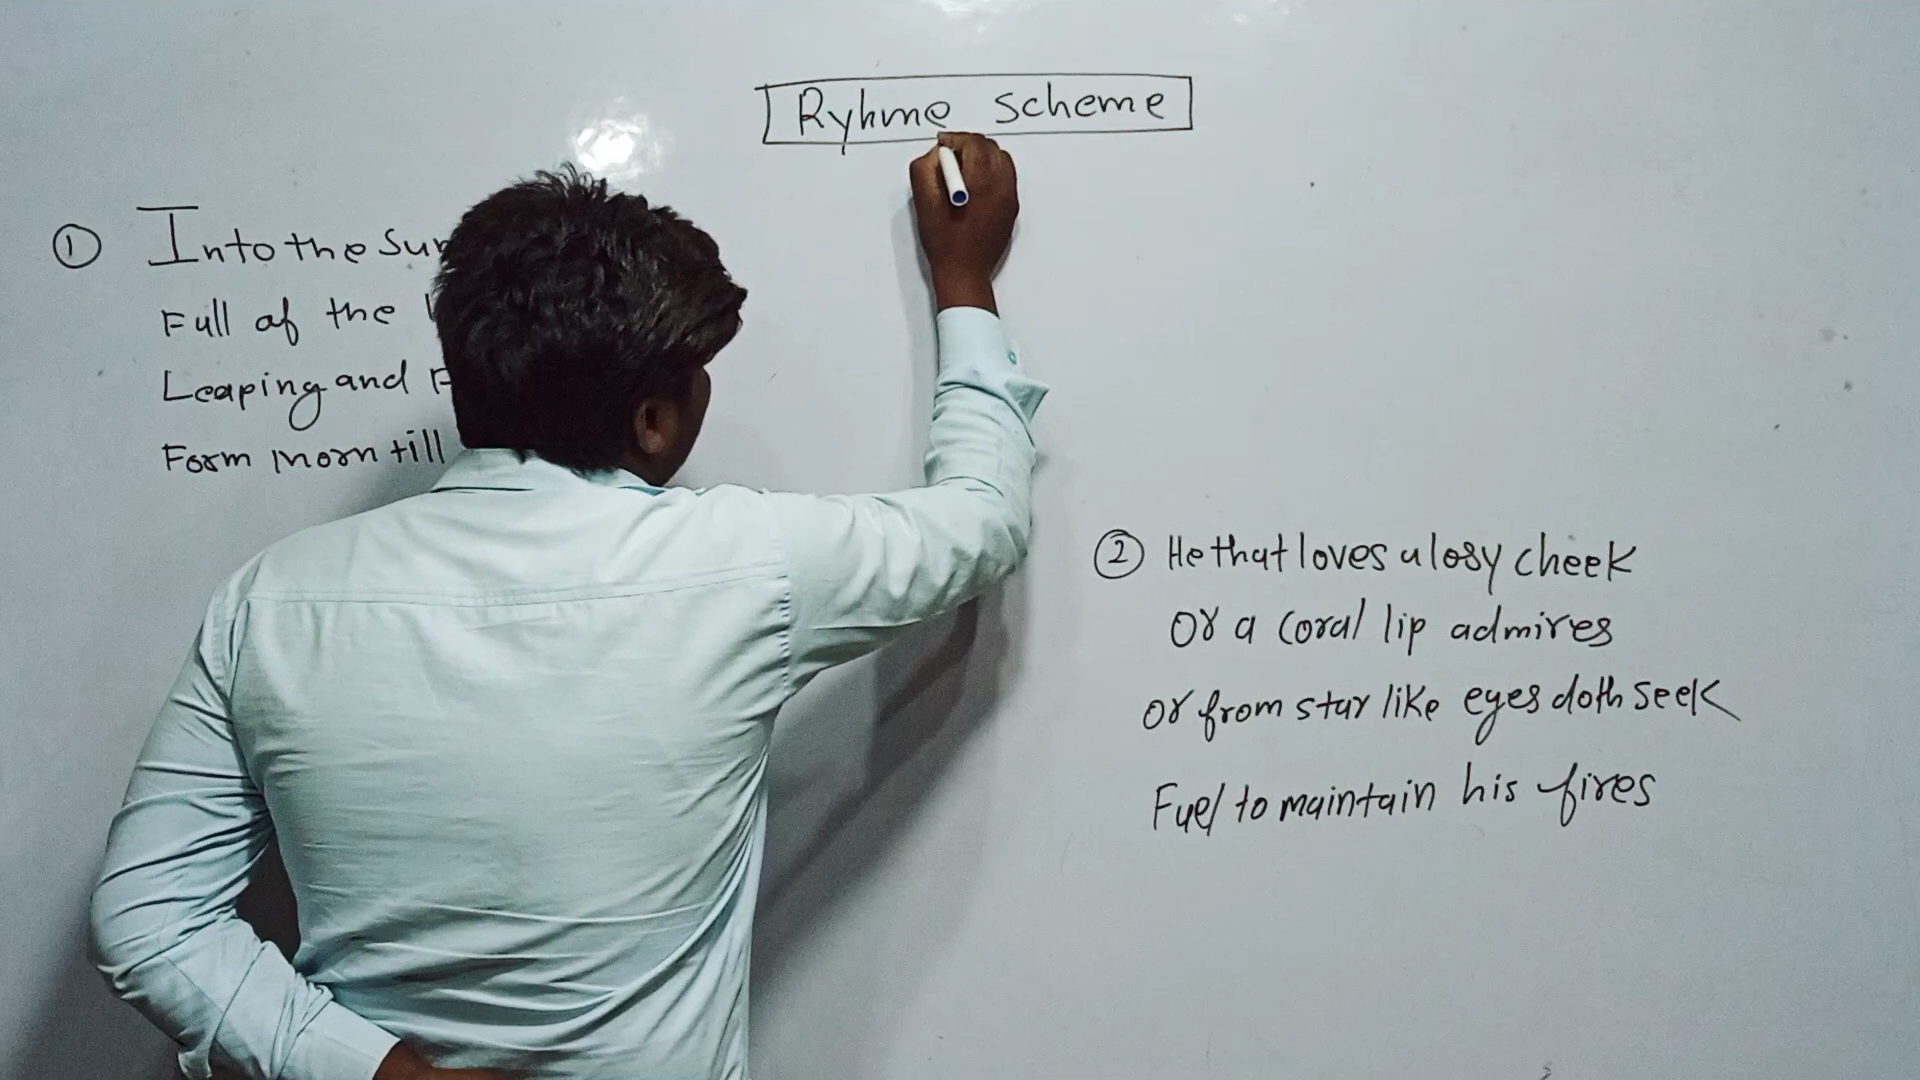 Ryhme scheme
① Into the Sun
Full of the
Leaping and F
Form morn till
② He that loves a losy cheek
Or a coral lip admires
or from star like eyes doth seek
Fuel to maintain his fires